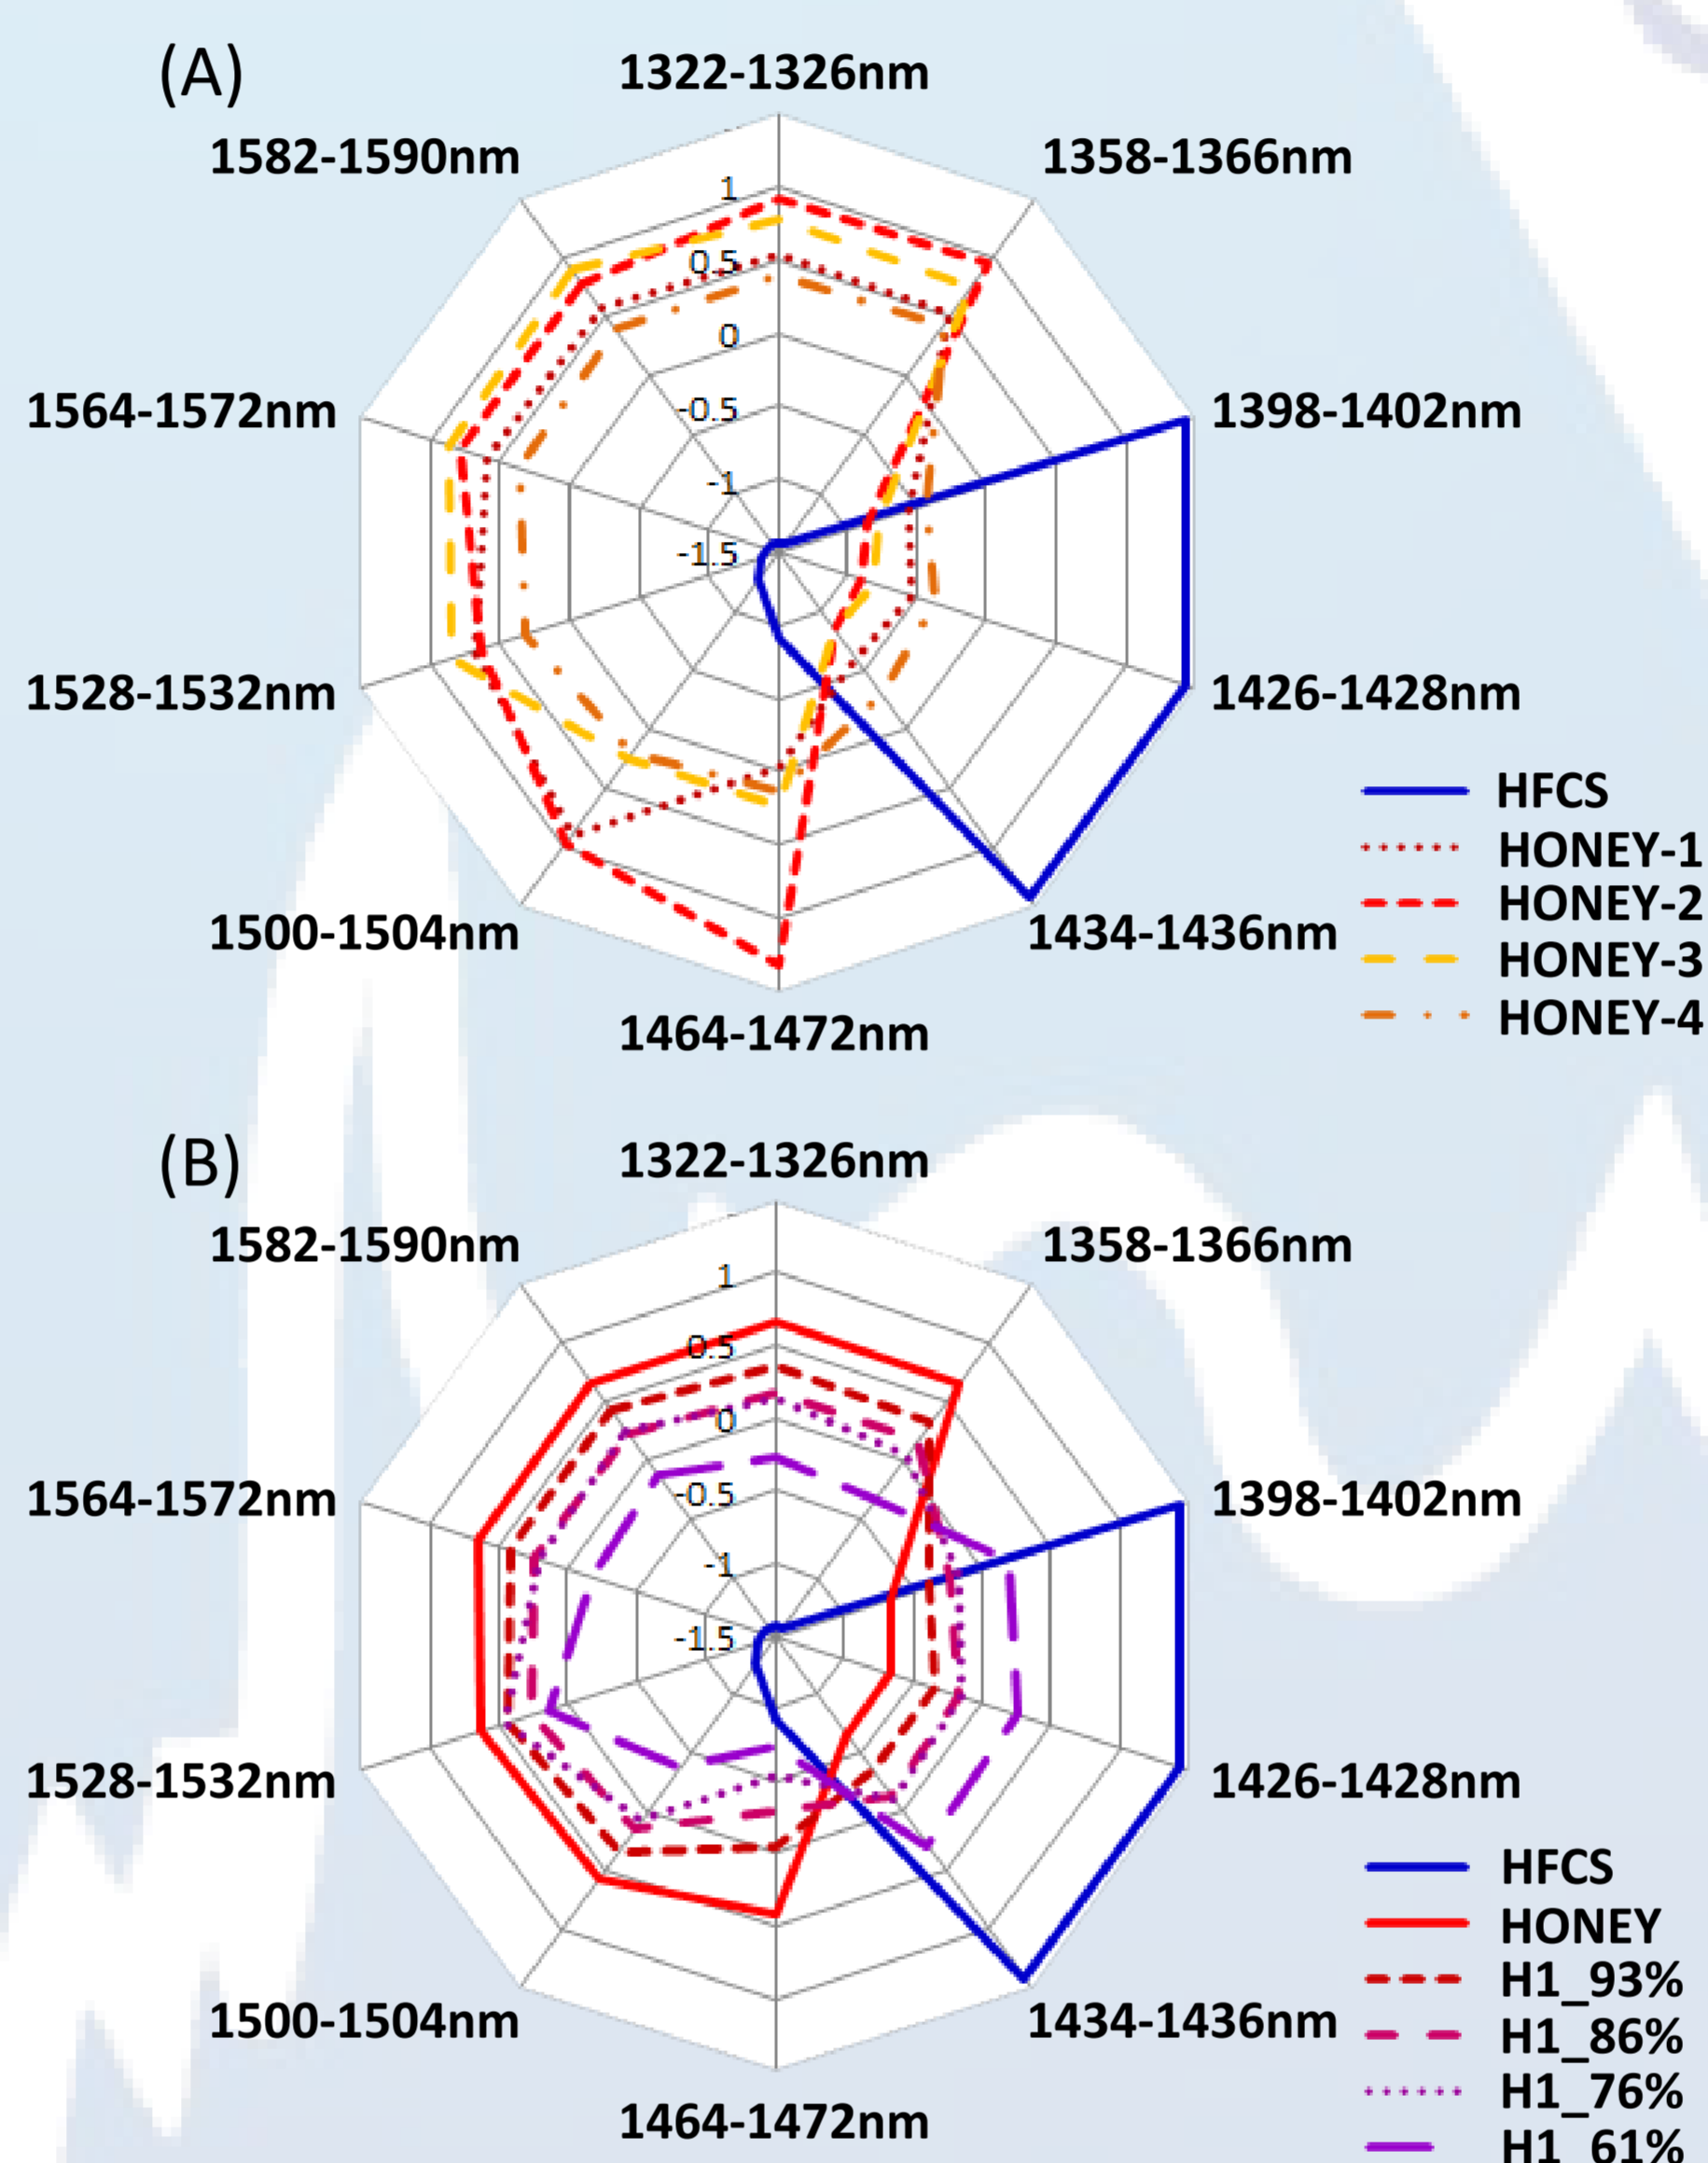 (A)
1322-1326nm
1582-1590nm
1358-1366nm
1
0.5
0
-0.5
-1
-1.5
1564-1572nm
1398-1402nm
1528-1532nm
1426-1428nm
1500-1504nm
1434-1436nm
1464-1472nm
HFCS
HONEY-1
HONEY-2
HONEY-3
HONEY-4
(B)
1322-1326nm
1582-1590nm
1358-1366nm
1
0.5
0
-0.5
-1
-1.5
1564-1572nm
1398-1402nm
1528-1532nm
1426-1428nm
1500-1504nm
1434-1436nm
1464-1472nm
HFCS
HONEY
H1_93%
H1_86%
H1_76%
H1_61%